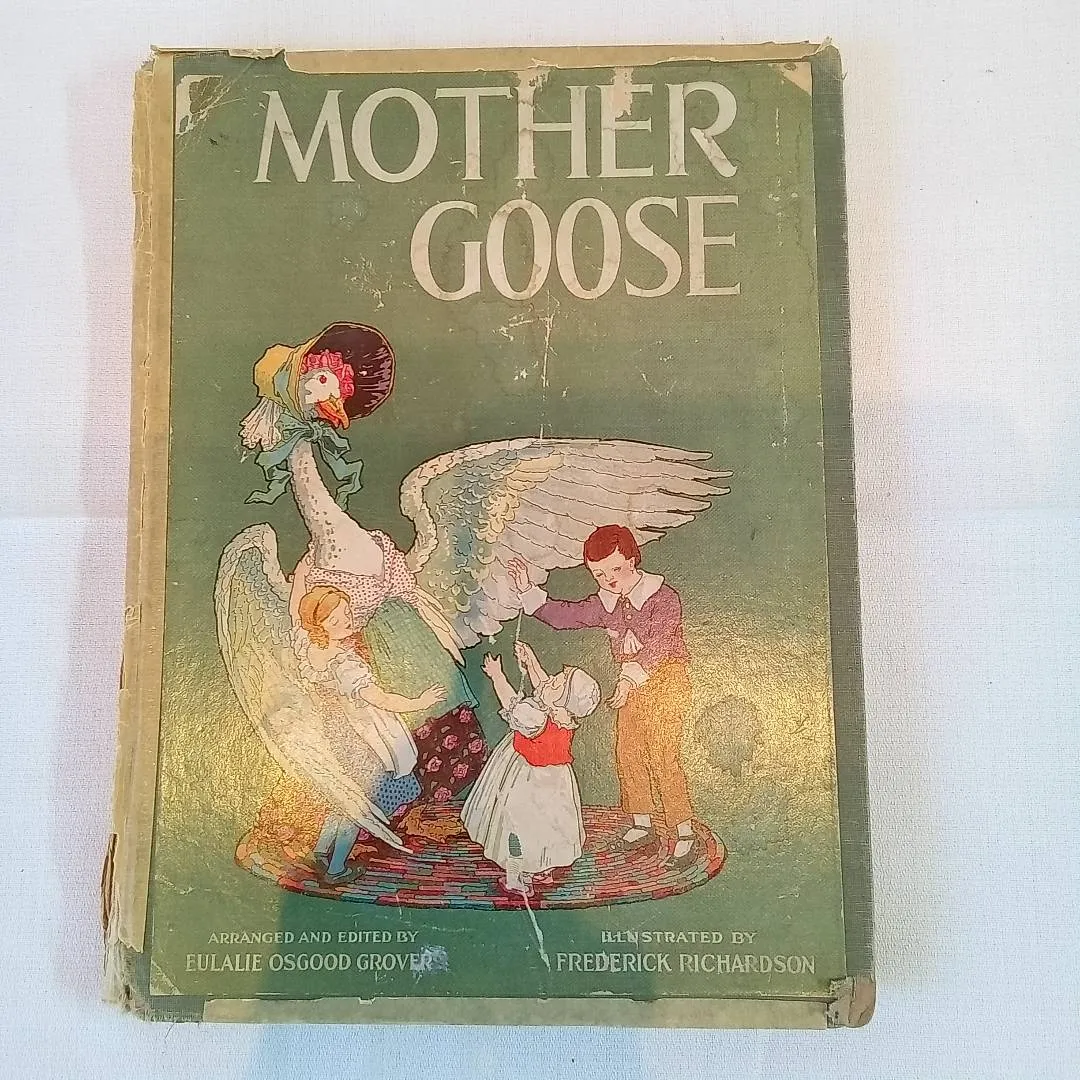 MOTHER
GOOSE
ARRANGED AND EDITED BY
EULALIE OSGOOD GROVER
ILLUSTRATED BY
FREDERICK RICHARDSON